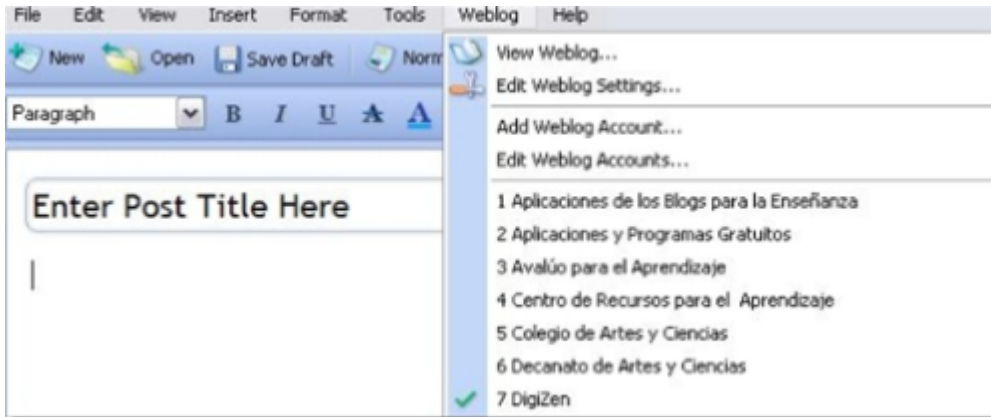 File Edit View Insert Format Tools Weblog Help
New Open Save Draft Norm
Paragraph B I U A A
Enter Post Title Here
View Weblog...
Edit Weblog Settings...
Add Weblog Account...
Edit Weblog Accounts...
1 Aplicaciones de los Blogs para la Enseñanza
2 Aplicaciones y Programas Gratuitos
3 Avalúo para el Aprendizaje
4 Centro de Recursos para el Aprendizaje
5 Colegio de Artes y Ciencias
6 Decanato de Artes y Ciencias
7 DigiZen